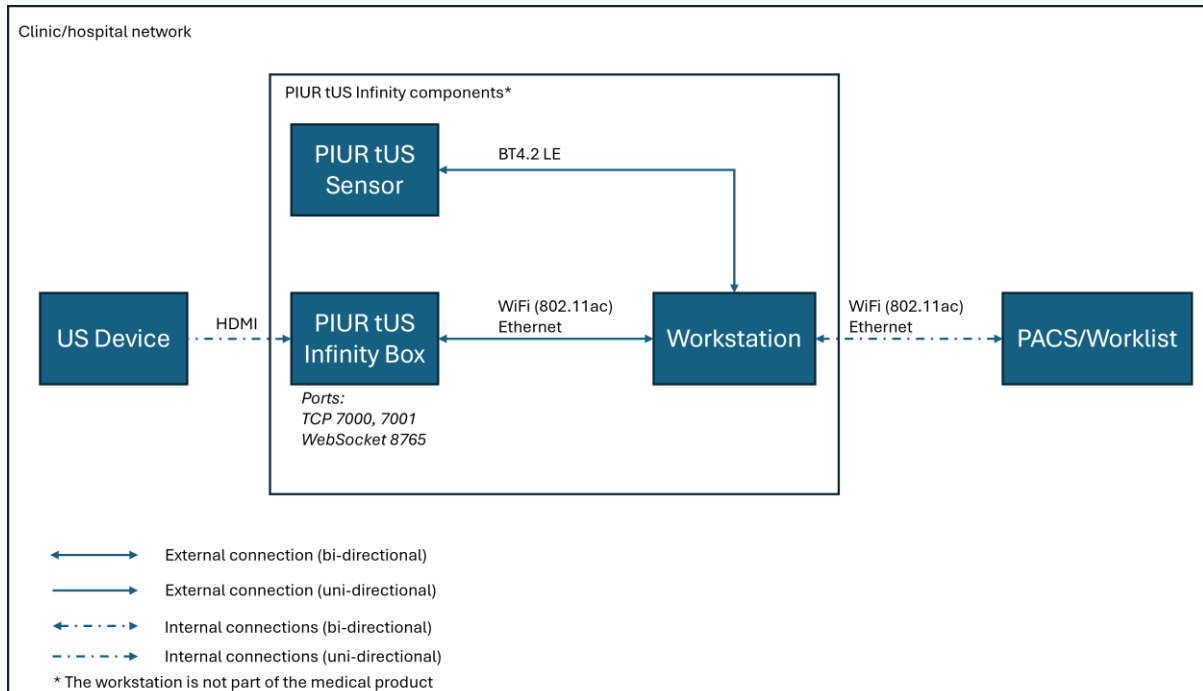 Clinic/hospital network
PIUR tUS Infinity components*
PIUR tUS
Sensor
BT4.2 LE
US Device
HDMI
PIUR tUS
Infinity Box
WiFi (802.11ac)
Ethernet
Workstation
WiFi (802.11ac)
Ethernet
PACS/Worklist
Ports:
TCP 7000, 7001
WebSocket 8765
External connection (bi-directional)
External connection (uni-directional)
Internal connections (bi-directional)
Internal connections (uni-directional)
* The workstation is not part of the medical product